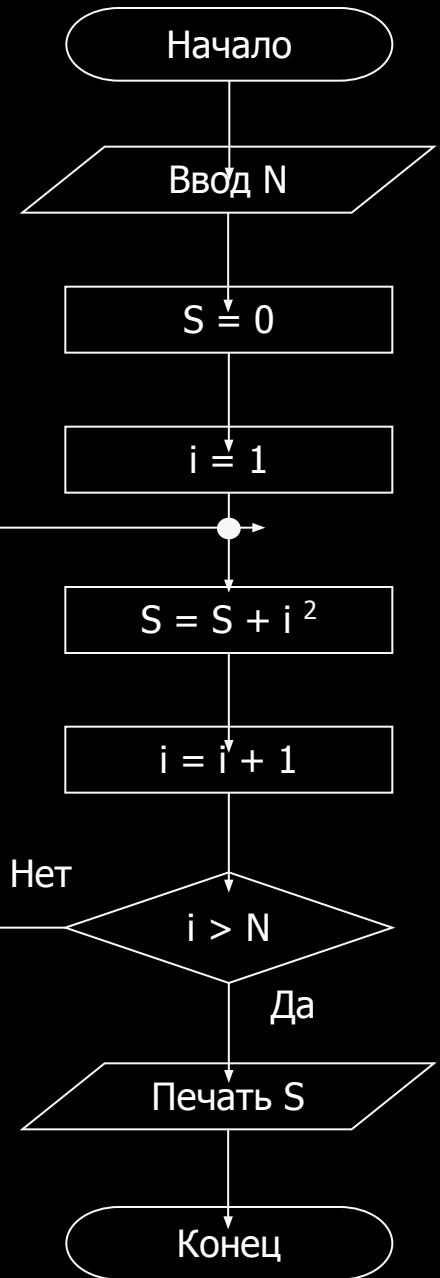 Начало
Ввод N
S = 0
i = 1
S = S + i ²
i = i + 1
Нет
i > N
Да
Печать S
Конец